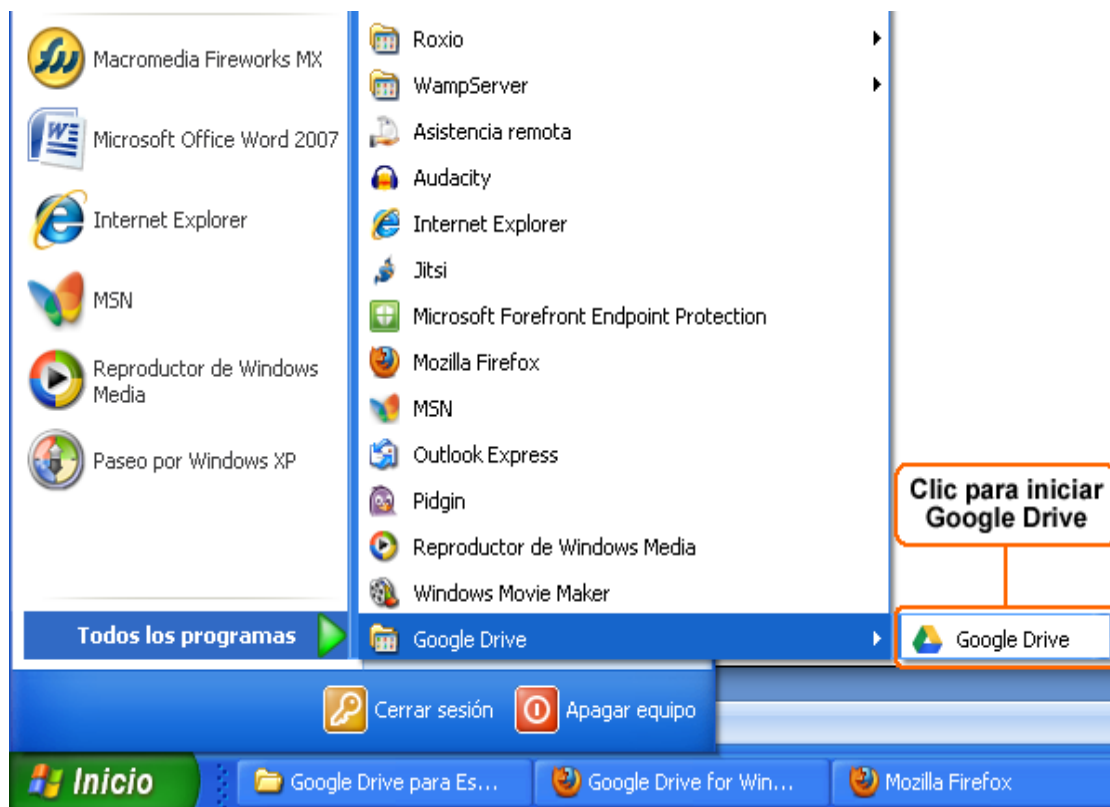 Macromedia Fireworks MX
Microsoft Office Word 2007
Internet Explorer
MSN
Reproductor de Windows
Media
Paseo por Windows XP
Todos los programas
Roxio
WampServer
Asistencia remota
Audacity
Internet Explorer
Jitsi
Microsoft Forefront Endpoint Protection
Mozilla Firefox
MSN
Outlook Express
Pidgin
Reproductor de Windows Media
Windows Movie Maker
Google Drive
Clic para iniciar
Google Drive
Google Drive
Cerrar sesión
Apagar equipo
Inicio
Google Drive para Es...
Google Drive for Win...
Mozilla Firefox